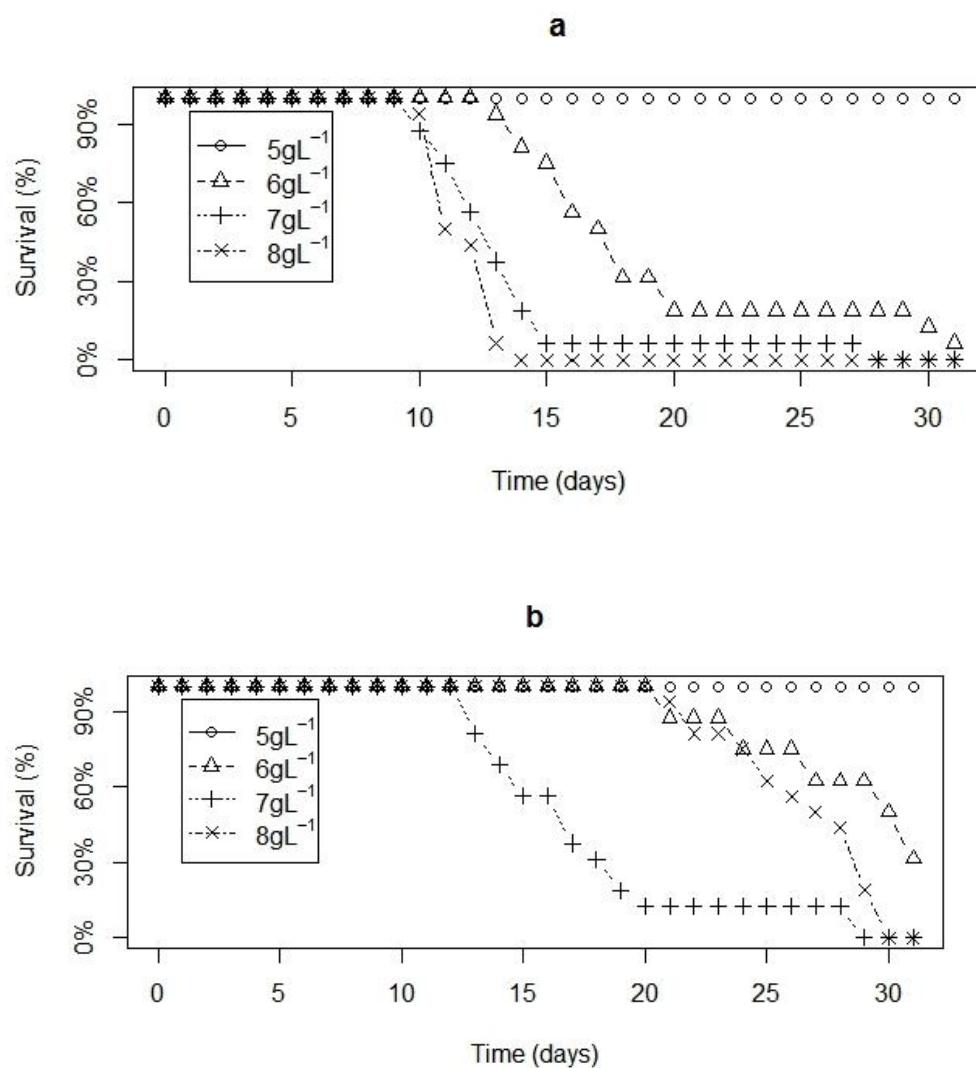 a
Survival (%)
90%
60%
30%
0%
5gL⁻¹
6gL⁻¹
7gL⁻¹
8gL⁻¹
0 5 10 15 20 25 30
Time (days)
b
Survival (%)
90%
60%
30%
0%
5gL⁻¹
6gL⁻¹
7gL⁻¹
8gL⁻¹
0 5 10 15 20 25 30
Time (days)